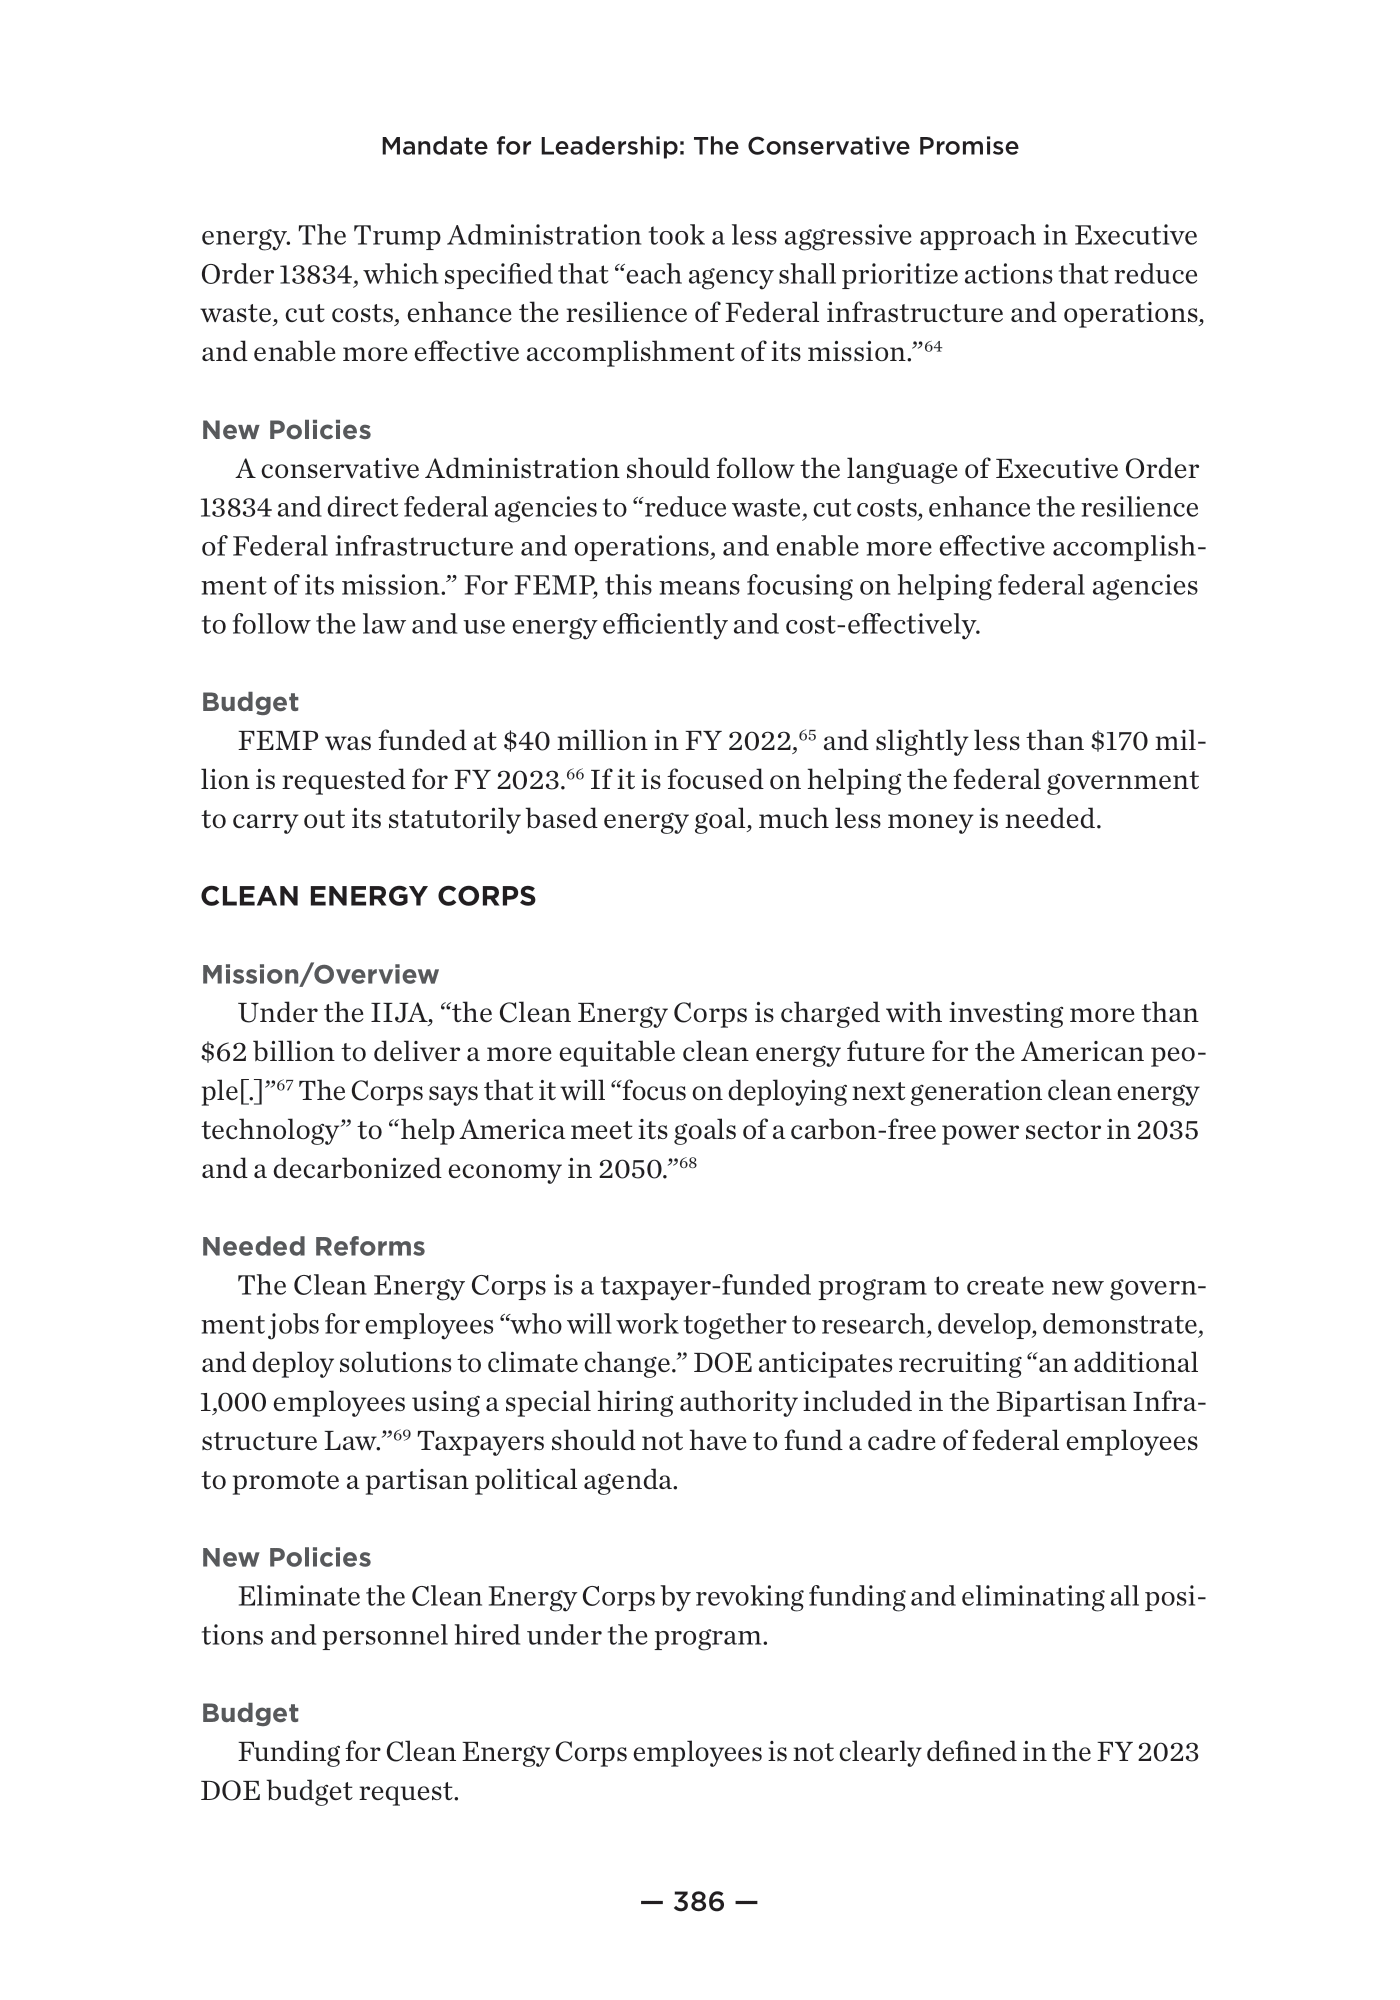 Mandate for Leadership: The Conservative Promise
energy. The Trump Administration took a less aggressive approach in Executive
Order 13834, which specified that “each agency shall prioritize actions that reduce
waste, cut costs, enhance the resilience of Federal infrastructure and operations,
and enable more effective accomplishment of its mission.”64
New Policies
A conservative Administration should follow the language of Executive Order
13834 and direct federal agencies to “reduce waste, cut costs, enhance the resilience
of Federal infrastructure and operations, and enable more effective accomplish-
ment of its mission.” For FEMP, this means focusing on helping federal agencies
to follow the law and use energy efficiently and cost-effectively.
Budget
FEMP was funded at $40 million in FY 2022,65 and slightly less than $170 mil-
lion is requested for FY 2023.66 If it is focused on helping the federal government
to carry out its statutorily based energy goal, much less money is needed.
CLEAN ENERGY CORPS
Mission/Overview
Under the IIJA, “the Clean Energy Corps is charged with investing more than
$62 billion to deliver a more equitable clean energy future for the American peo-
ple[.]”67 The Corps says that it will “focus on deploying next generation clean energy
technology” to “help America meet its goals of a carbon-free power sector in 2035
and a decarbonized economy in 2050.”68
Needed Reforms
The Clean Energy Corps is a taxpayer-funded program to create new govern-
ment jobs for employees “who will work together to research, develop, demonstrate,
and deploy solutions to climate change.” DOE anticipates recruiting “an additional
1,000 employees using a special hiring authority included in the Bipartisan Infra-
structure Law.”69 Taxpayers should not have to fund a cadre of federal employees
to promote a partisan political agenda.
New Policies
Eliminate the Clean Energy Corps by revoking funding and eliminating all posi-
tions and personnel hired under the program.
Budget
Funding for Clean Energy Corps employees is not clearly defined in the FY 2023
DOE budget request.
— 386 —